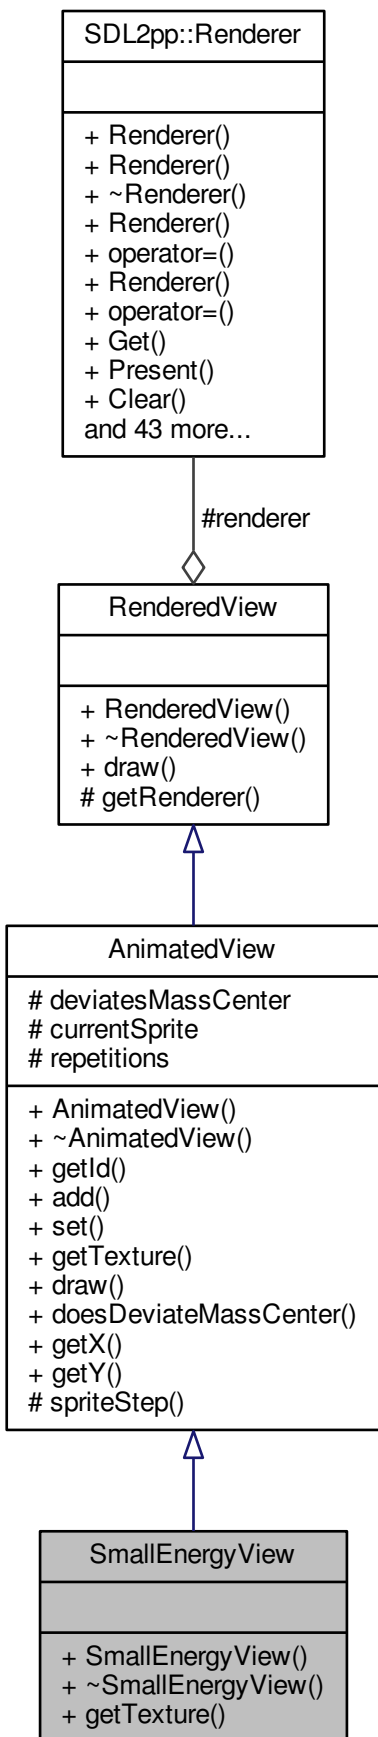 SDL2pp::Renderer
+ Renderer()
+ Renderer()
+ ~Renderer()
+ Renderer()
+ operator=()
+ Renderer()
+ operator=()
+ Get()
+ Present()
+ Clear()
and 43 more...
#renderer
RenderedView
+ RenderedView()
+ ~RenderedView()
+ draw()
# getRenderer()
AnimatedView
# deviatesMassCenter
# currentSprite
# repetitions
+ AnimatedView()
+ ~AnimatedView()
+ getId()
+ add()
+ set()
+ getTexture()
+ draw()
+ doesDeviateMassCenter()
+ getX()
+ getY()
# spriteStep()
SmallEnergyView
+ SmallEnergyView()
+ ~SmallEnergyView()
+ getTexture()